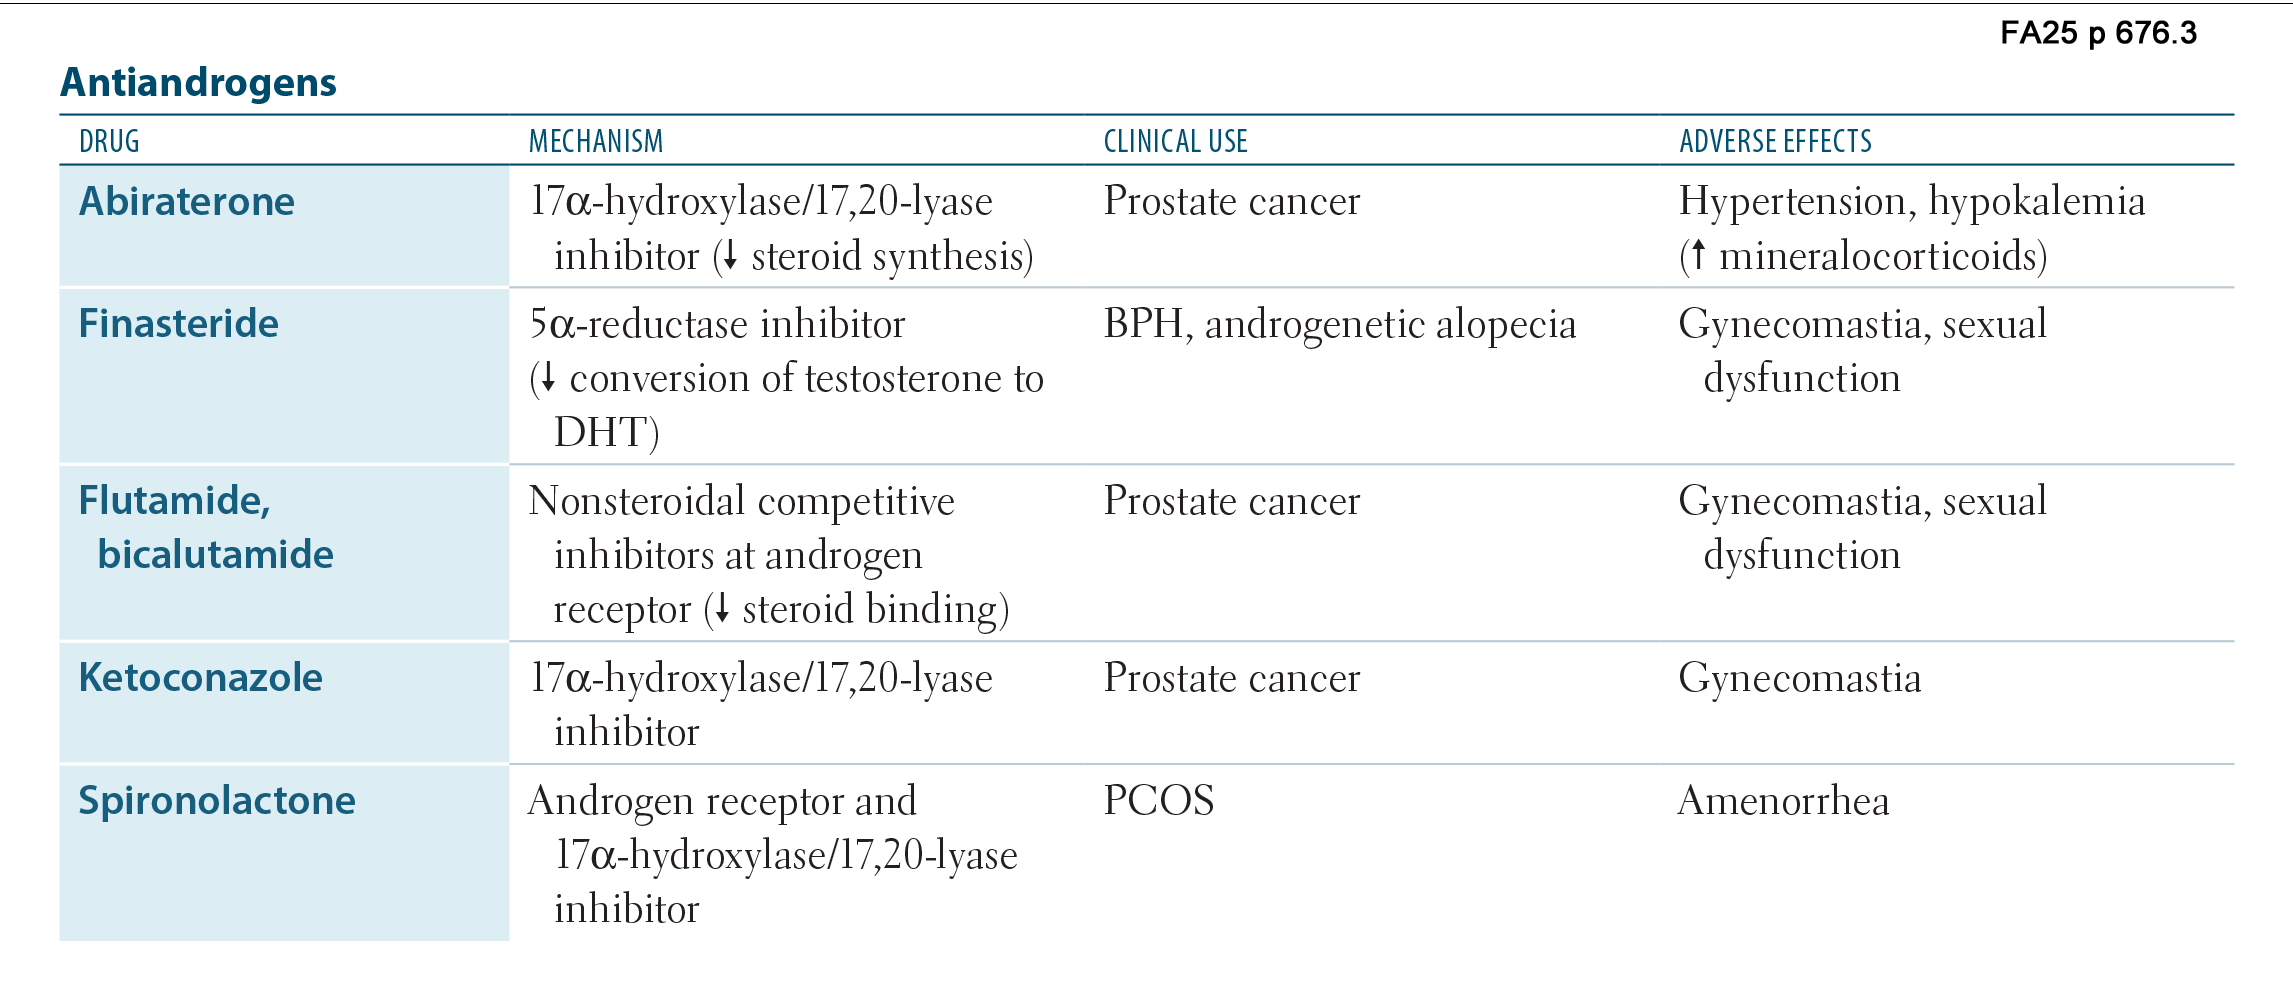 FA25 p 676.3
Antiandrogens
DRUG MECHANISM CLINICAL USE ADVERSE EFFECTS
Abiraterone
17α-hydroxylase/17,20-lyase
inhibitor (↓ steroid synthesis)
Prostate cancer
Hypertension, hypokalemia
(↑ mineralocorticoids)
Finasteride
5α-reductase inhibitor
(↓ conversion of testosterone to
DHT)
BPH, androgenetic alopecia
Gynecomastia, sexual
dysfunction
Flutamide,
bicalutamide
Nonsteroidal competitive
inhibitors at androgen
receptor (↓ steroid binding)
Prostate cancer
Gynecomastia, sexual
dysfunction
Ketoconazole
17α-hydroxylase/17,20-lyase
inhibitor
Prostate cancer
Gynecomastia
Spironolactone
Androgen receptor and
17α-hydroxylase/17,20-lyase
inhibitor
PCOS
Amenorrhea